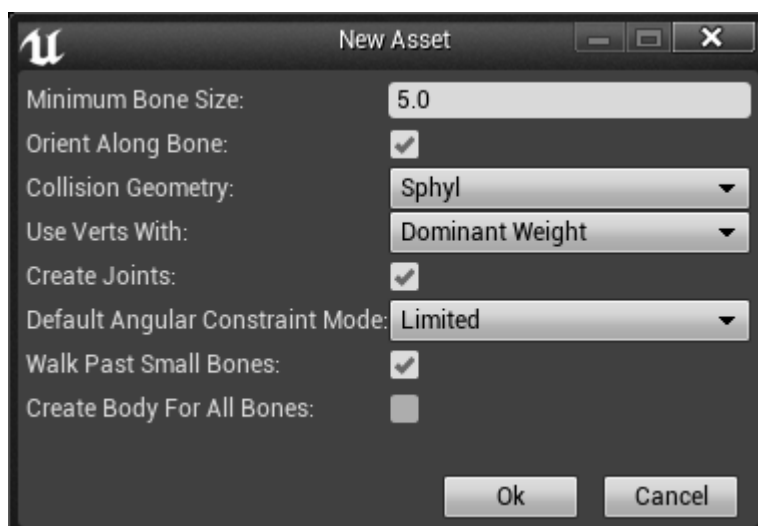 New Asset
Minimum Bone Size: 5.0
Orient Along Bone:
Collision Geometry: Sphyl
Use Verts With: Dominant Weight
Create Joints:
Default Angular Constraint Mode: Limited
Walk Past Small Bones:
Create Body For All Bones:
Ok Cancel